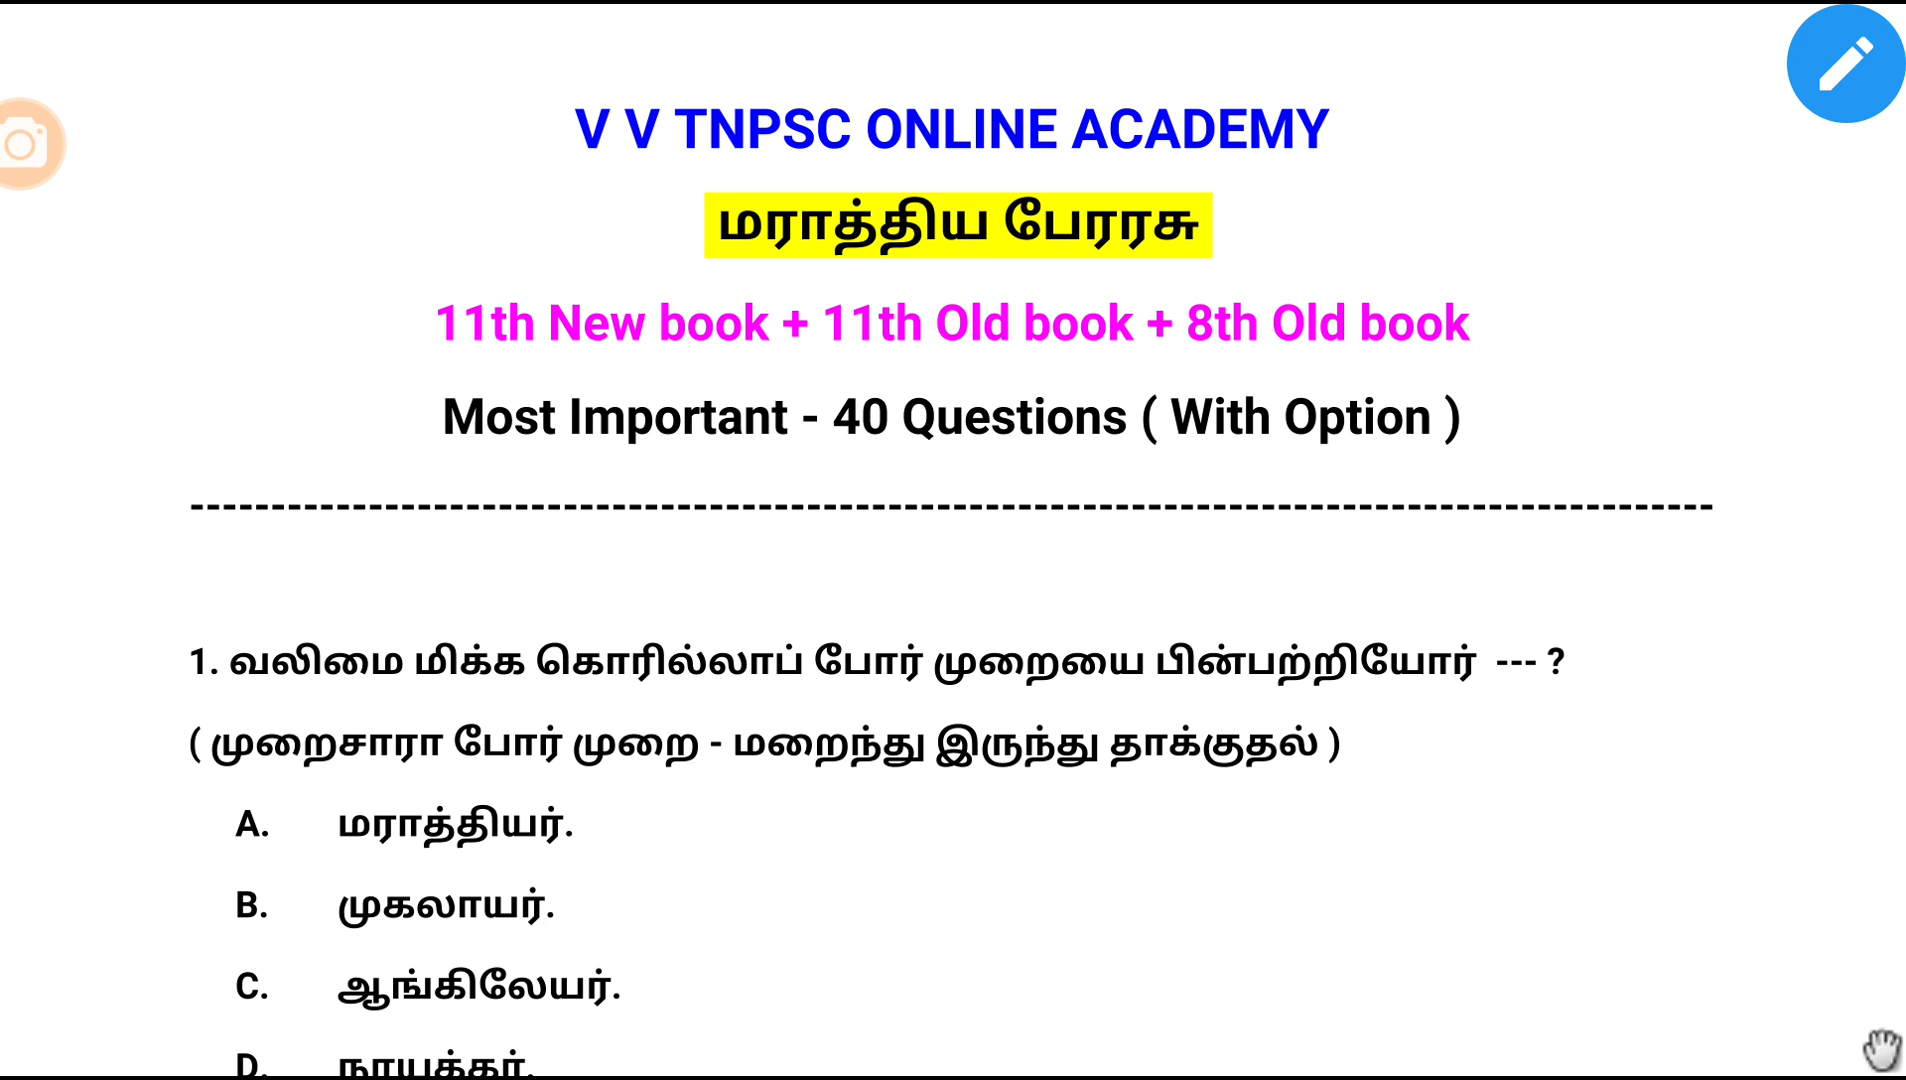 V V TNPSC ONLINE ACADEMY
மராத்திய பேரரசு
11th New book + 11th Old book + 8th Old book
Most Important - 40 Questions ( With Option )
-----------------------------------------------------------------------------------------------
1. வலிமை மிக்க கொரில்லாப் போர் முறையை பின்பற்றியோர் --- ?
( முறைசாரா போர் முறை - மறைந்து இருந்து தாக்குதல் )
A. மராத்தியர்.
B. முகலாயர்.
C. ஆங்கிலேயர்.
D. நாயக்கர்.